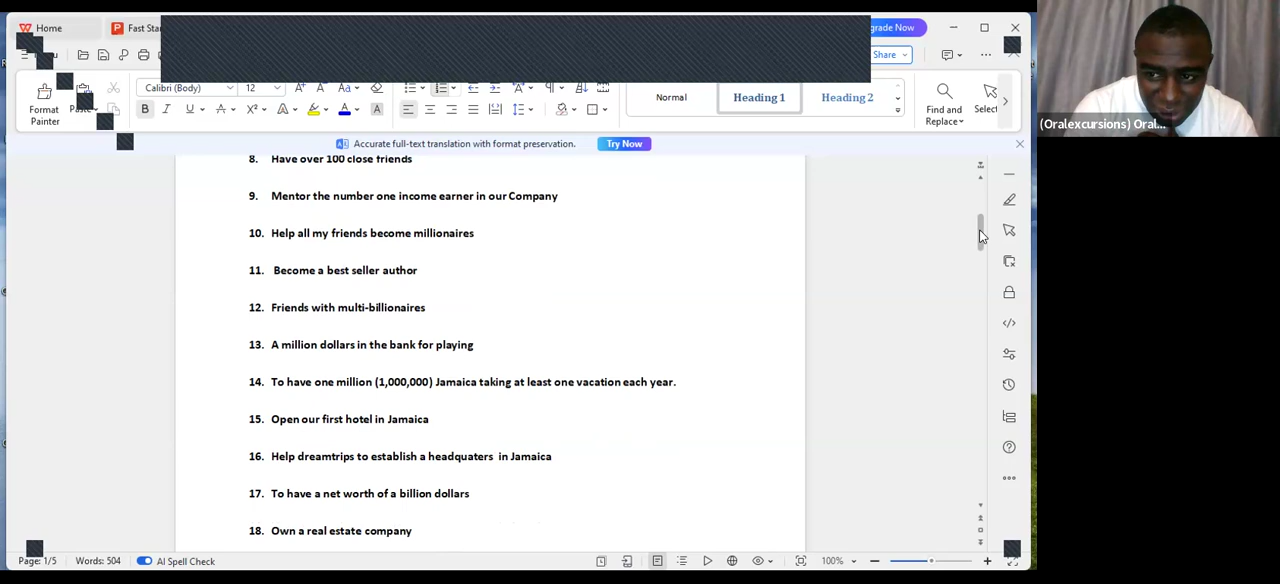 Home
Fast Sta
grade Now
Share
Format
Painter
Calibri (Body)
12
Normal
Heading 1
Heading 2
Find and
Replace
Select
Accurate full-text translation with format preservation.
Try Now
(Oralexcursions) Oral...
8. Have over 100 close friends
9. Mentor the number one income earner in our Company
10. Help all my friends become millionaires
11. Become a best seller author
12. Friends with multi-billionaires
13. A million dollars in the bank for playing
14. To have one million (1,000,000) Jamaica taking at least one vacation each year.
15. Open our first hotel in Jamaica
16. Help dreamtrips to establish a headquaters in Jamaica
17. To have a net worth of a billion dollars
18. Own a real estate company
Page: 1/5
Words: 504
AI Spell Check
100%